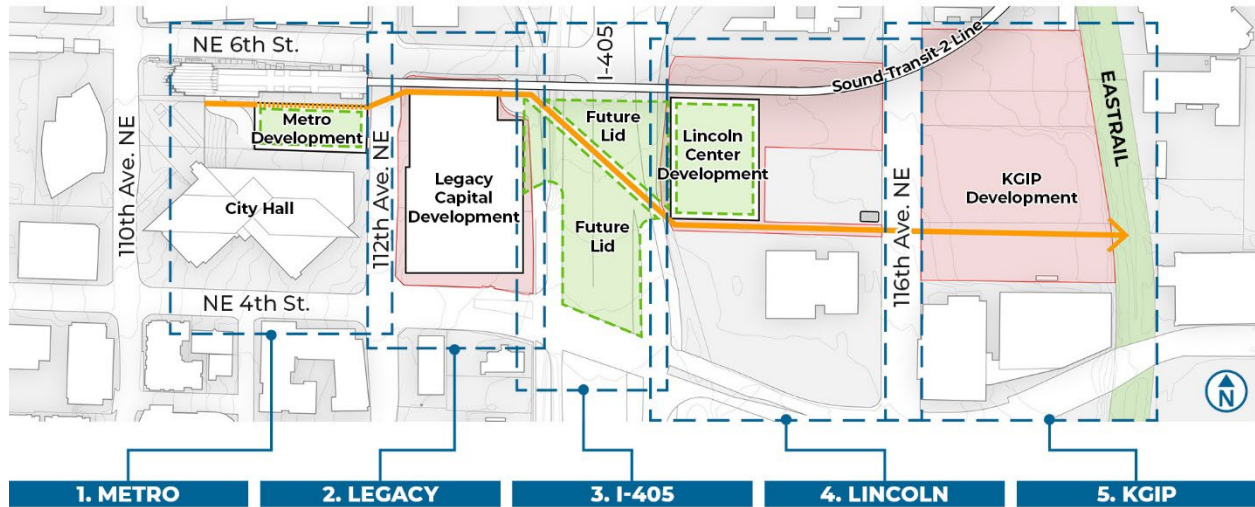 NE 6th St.
I-405
Sound Transit 2 Line
110th Ave. NE
Metro
Development
City Hall
112th Ave. NE
Legacy
Capital
Development
Future
Lid
Future
Lid
Lincoln
Center
Development
116th Ave. NE
KGIP
Development
EASTRAIL
NE 4th St.
N
1. METRO
2. LEGACY
3. I-405
4. LINCOLN
5. KGIP